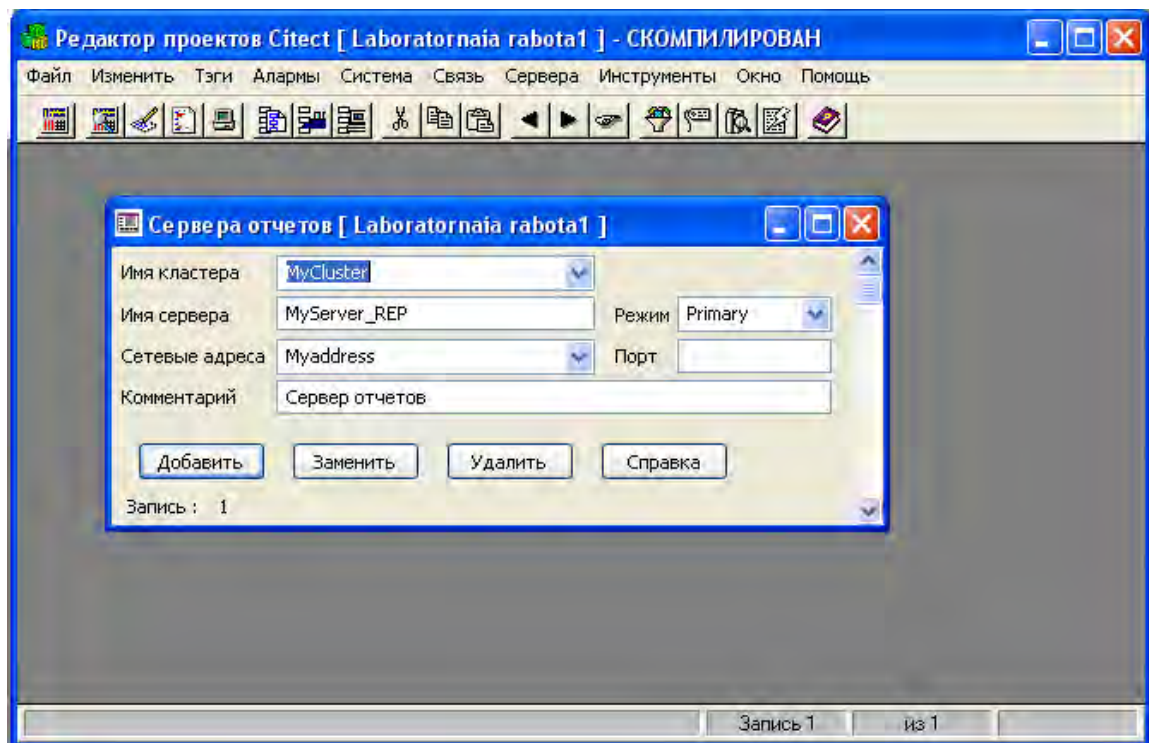 Редактор проектов Citect [ Laboratornaia rabota1 ] - СКОМПИЛИРОВАН
Файл Изменить Тэги Алармы Система Связь Сервера Инструменты Окно Помощь
Сервера отчетов [ Laboratornaia rabota1 ]
Имя кластера MyCluster
Имя сервера MyServer_REP Режим Primary
Сетевые адреса Myaddress Порт
Комментарий Сервер отчетов
Добавить Заменить Удалить Справка
Запись : 1
Запись 1 из 1